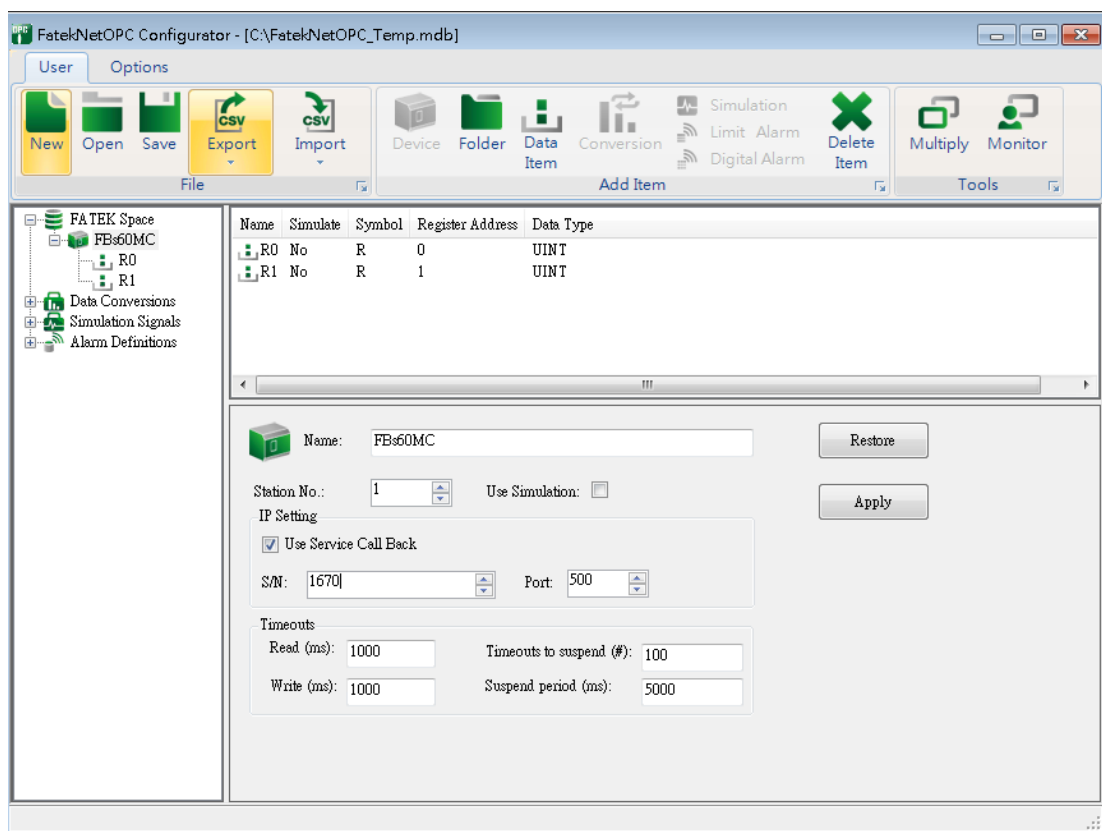 OPC FatekNetOPC Configurator - [C:\FatekNetOPC_Temp.mdb]
User Options
New Open Save CSV Export CSV Import
File
Device Folder Data Item Conversion
Simulation
Limit Alarm
Digital Alarm
Delete Item
Add Item
Multiply Monitor
Tools
FATEK Space
FBs60MC
R0
R1
Data Conversions
Simulation Signals
Alarm Definitions
Name Simulate Symbol Register Address Data Type
R0 No R 0 UINT
R1 No R 1 UINT
Name: FBs60MC Restore
Station No.: 1 Use Simulation: Apply
IP Setting
Use Service Call Back
S/N: 1670 Port: 500
Timeouts
Read (ms): 1000 Timeouts to suspend (#): 100
Write (ms): 1000 Suspend period (ms): 5000